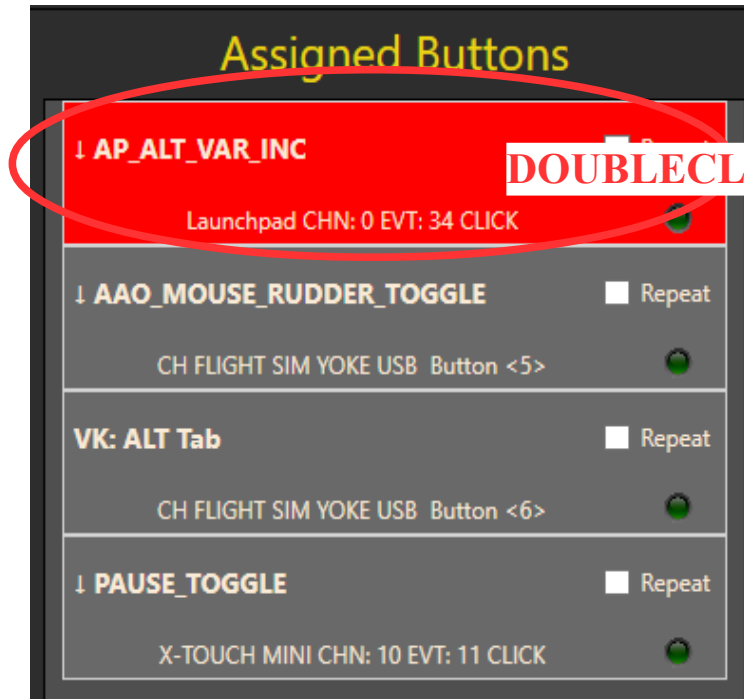 Assigned Buttons
↓ AP_ALT_VAR_INC
DOUBLECL
Launchpad CHN: 0 EVT: 34 CLICK
↓ AAO_MOUSE_RUDDER_TOGGLE Repeat
CH FLIGHT SIM YOKE USB Button <5>
VK: ALT Tab Repeat
CH FLIGHT SIM YOKE USB Button <6>
↓ PAUSE_TOGGLE Repeat
X-TOUCH MINI CHN: 10 EVT: 11 CLICK